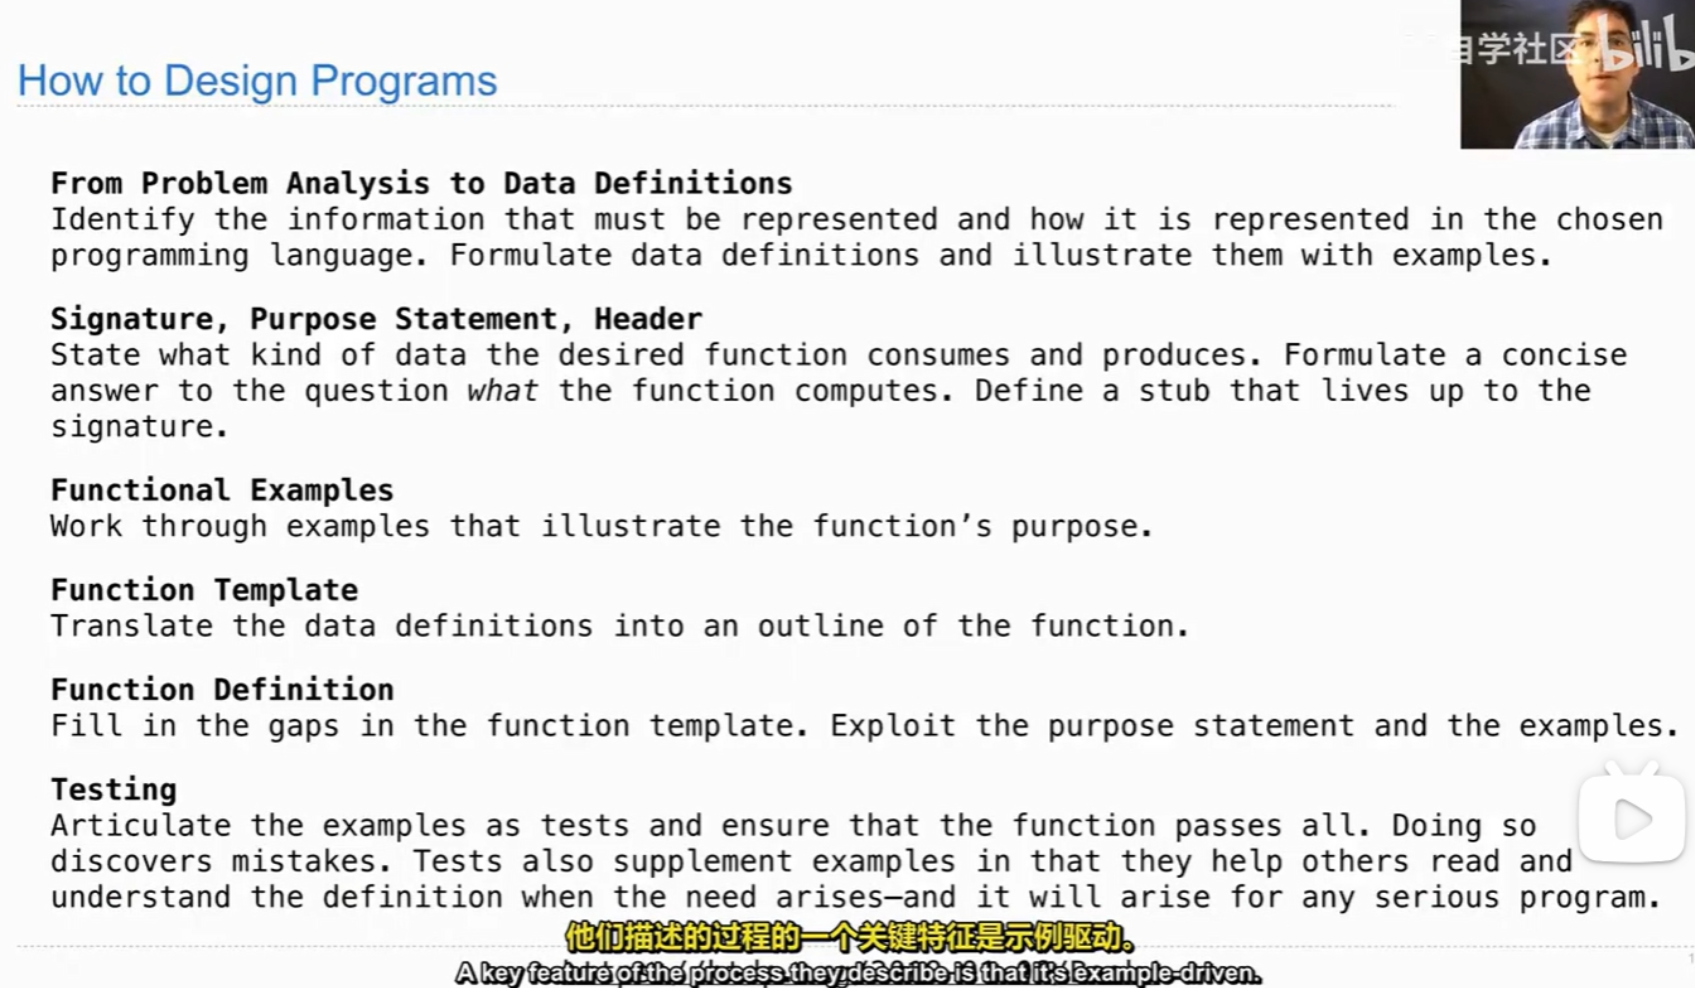 自学社区 bilib
How to Design Programs
From Problem Analysis to Data Definitions
Identify the information that must be represented and how it is represented in the chosen
programming language. Formulate data definitions and illustrate them with examples.
Signature, Purpose Statement, Header
State what kind of data the desired function consumes and produces. Formulate a concise
answer to the question what the function computes. Define a stub that lives up to the
signature.
Functional Examples
Work through examples that illustrate the function’s purpose.
Function Template
Translate the data definitions into an outline of the function.
Function Definition
Fill in the gaps in the function template. Exploit the purpose statement and the examples.
Testing
Articulate the examples as tests and ensure that the function passes all. Doing so
discovers mistakes. Tests also supplement examples in that they help others read and
understand the definition when the need arises—and it will arise for any serious program.
他们描述的过程的一个关键特征是示例驱动。
A key feature of the process they describe is that it's example-driven.